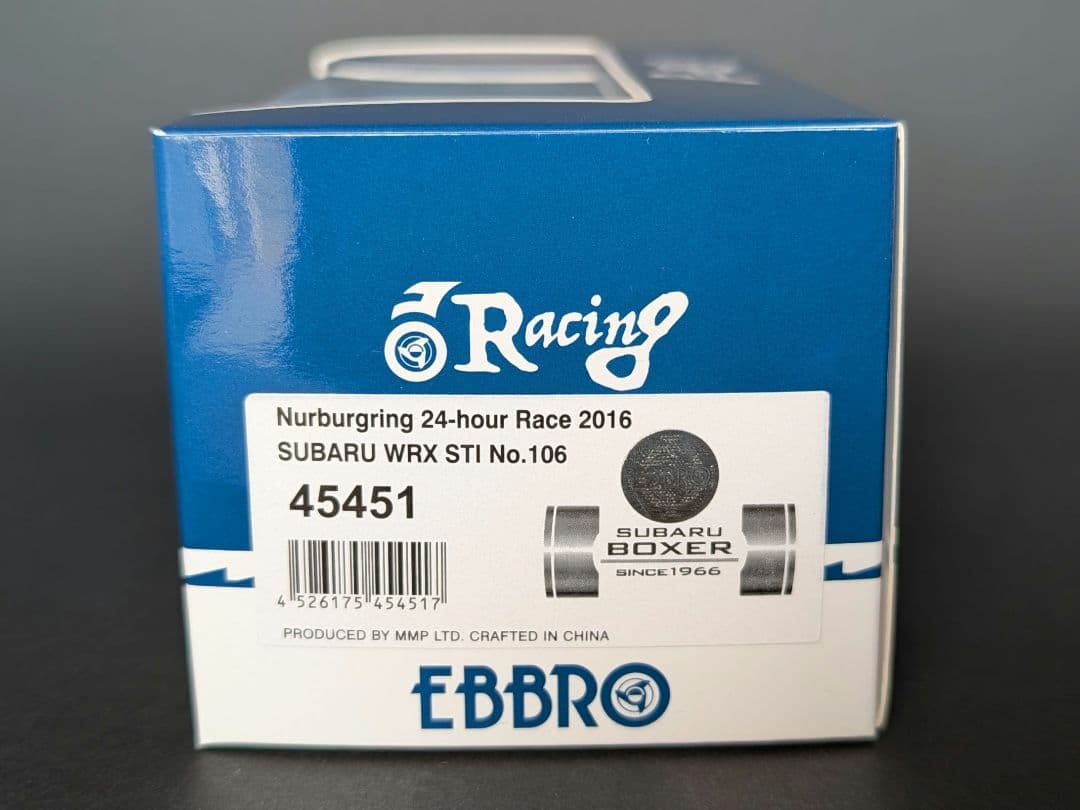 Racing
Nurburgring 24-hour Race 2016
SUBARU WRX STI No.106
45451
EBBRO
SUBARU
BOXER
SINCE1966
4 526175 454517
PRODUCED BY MMP LTD. CRAFTED IN CHINA
EBBRO